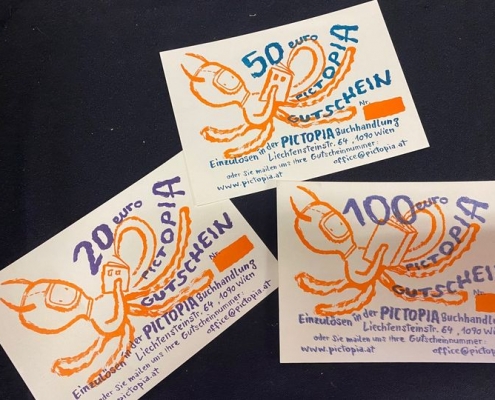 50 euro
PICTOPIA
GUTSCHEIN
Nr.
Einzulösen in der PICTOPIA Buchhandlung
Liechtensteinstr. 64, 1090 Wien
oder Sie mailen uns Ihre Gutscheinnummer:
www.pictopia.at office@pictopia.at
20 euro
PICTOPIA
GUTSCHEIN
Nr.
Einzulösen in der PICTOPIA Buchhandlung
Liechtensteinstr. 64, 1090 Wien
oder Sie mailen uns Ihre Gutscheinnummer:
www.pictopia.at office@pictopia.at
100 euro
PICTOPIA
GUTSCHEIN
Nr.
Einzulösen in der PICTOPIA Buchhandlun
Liechtensteinstr. 64, 1090 Wien
oder Sie mailen uns Ihre Gutscheinnummer:
www.pictopia.at office@pictopia.